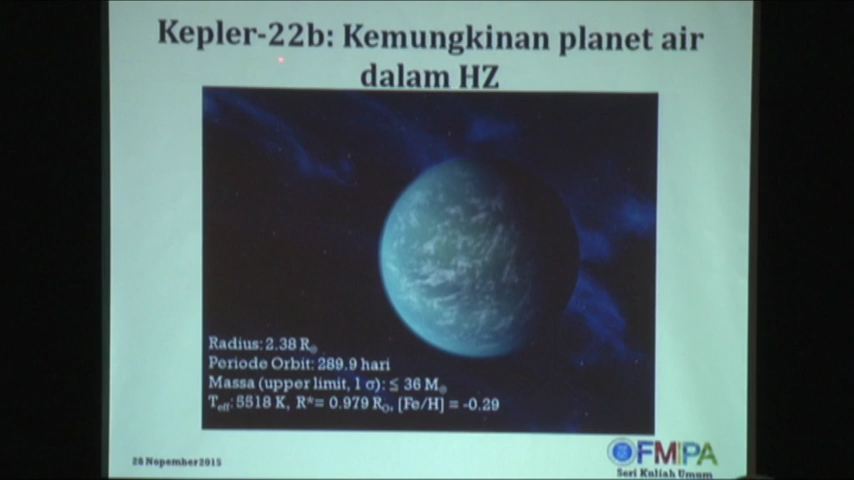 Kepler-22b: Kemungkinan planet air
dalam HZ
Radius: 2.38 R⊕
Periode Orbit: 289.9 hari
Massa (upper limit, 1 σ): ≤ 36 M⊕
Teff: 5518 K, R*= 0.979 R⊙, [Fe/H] = -0.29
28 Nopember 2015
FMIPA
Seri Kuliah Umum